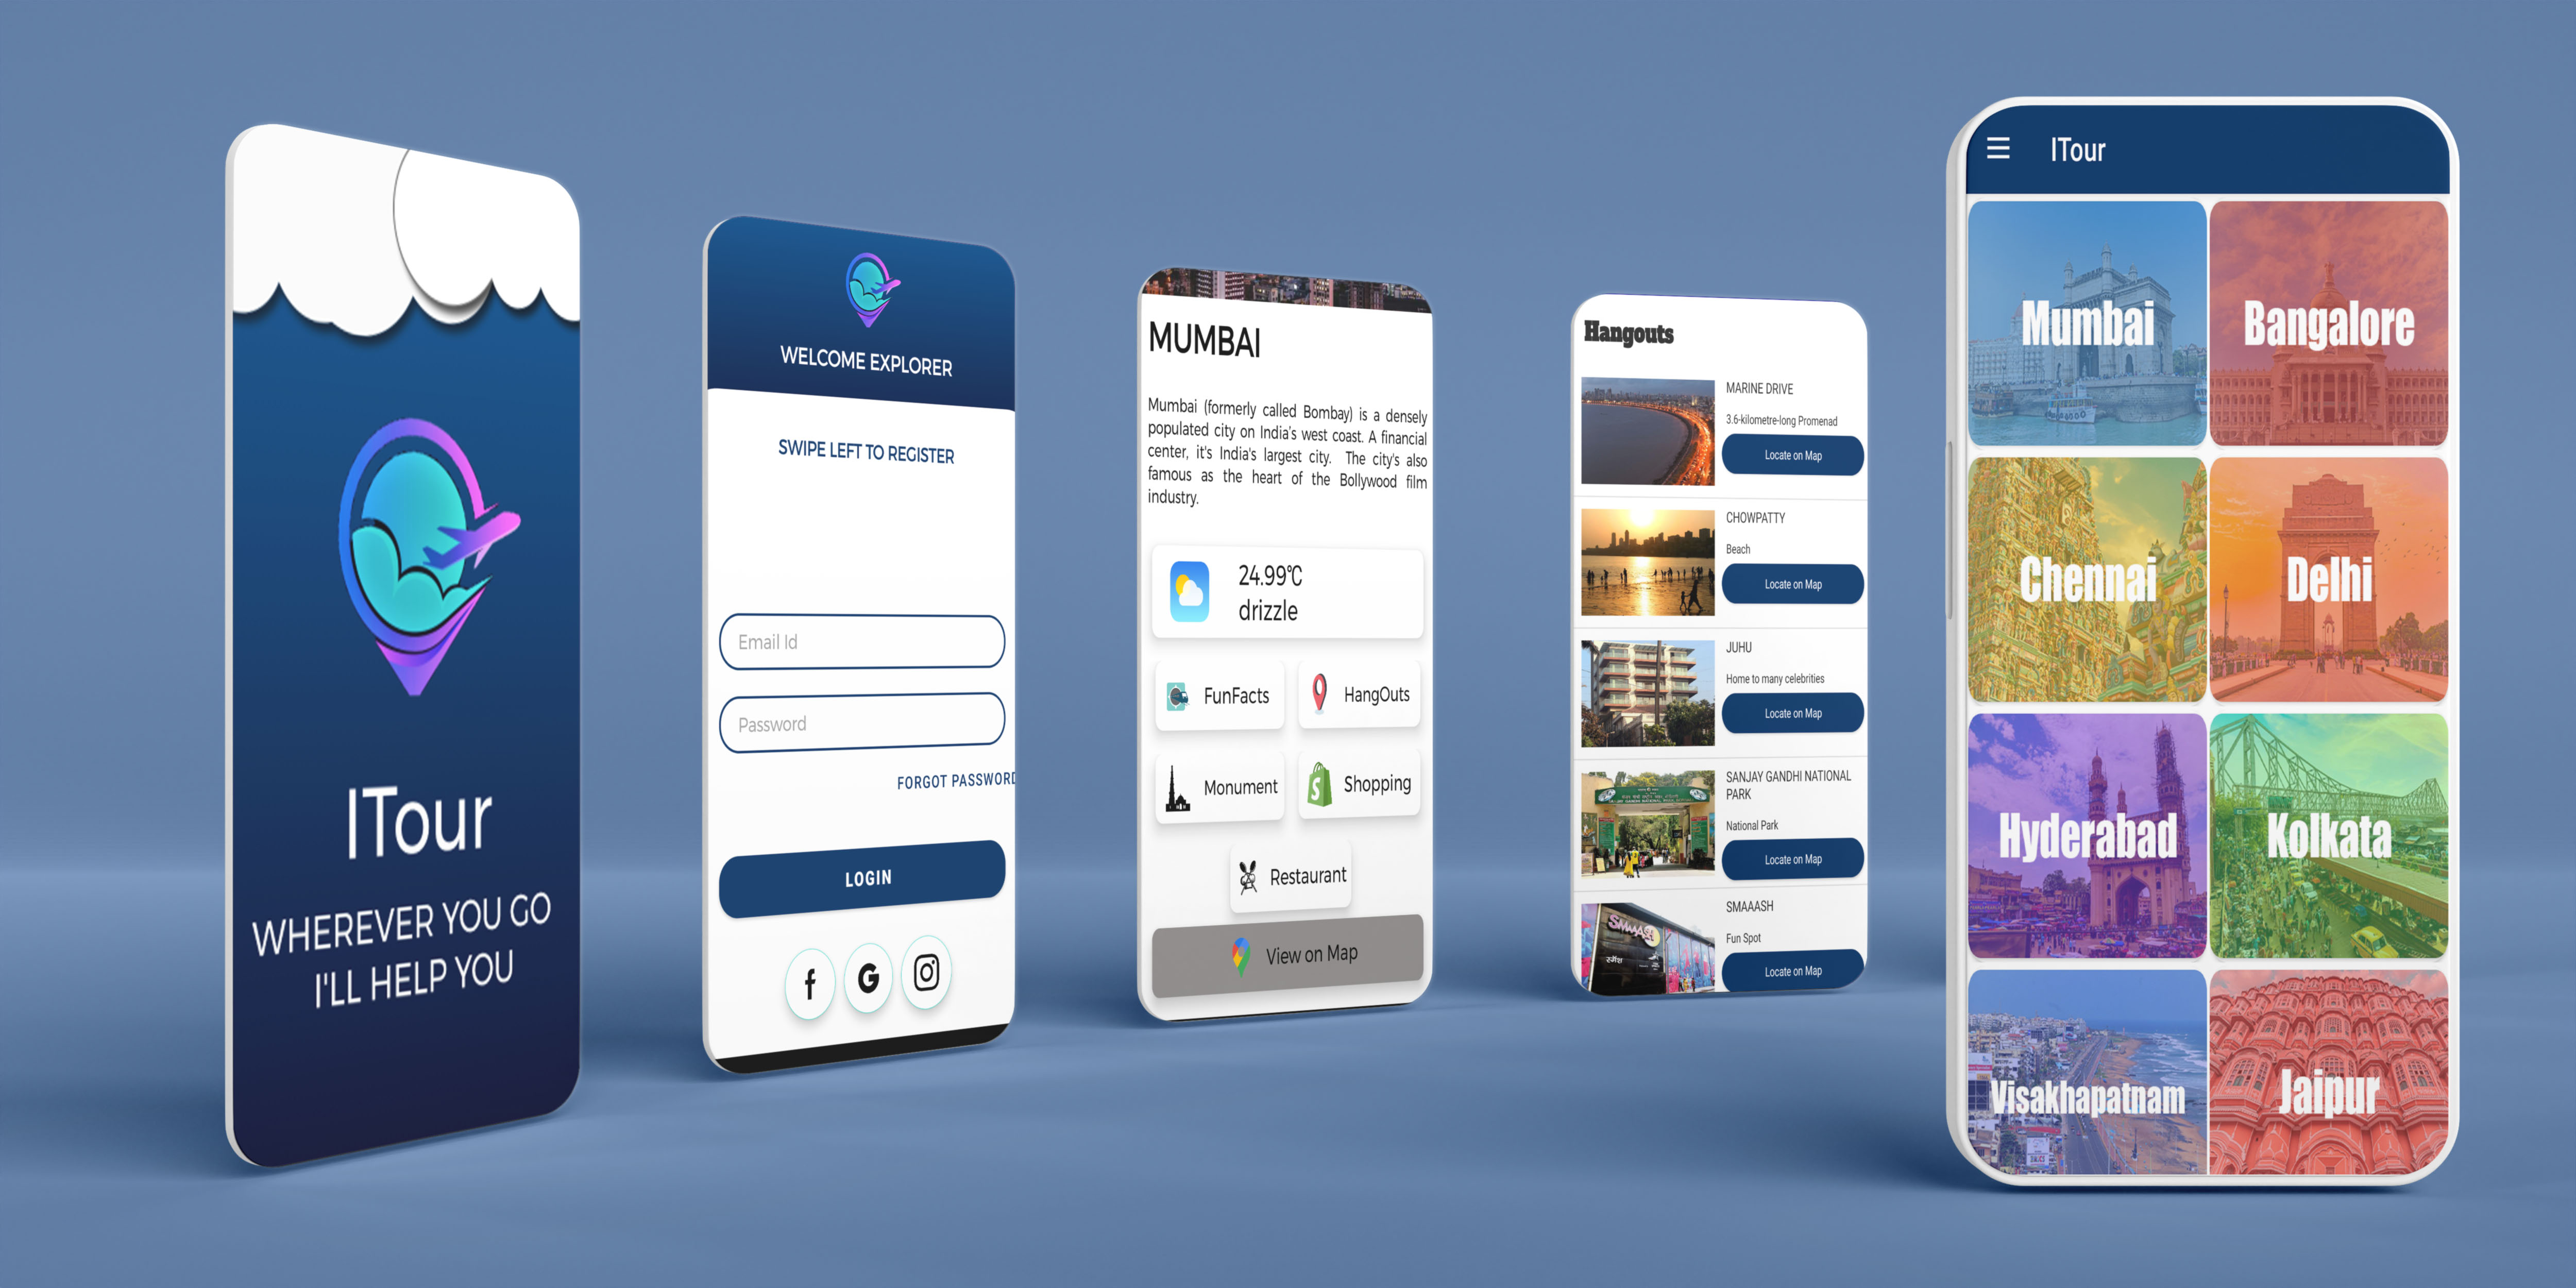 ITour
WHEREVER YOU GO
I'LL HELP YOU
WELCOME EXPLORER
SWIPE LEFT TO REGISTER
Email Id
Password
FORGOT PASSWORD
LOGIN
MUMBAI
Mumbai (formerly called Bombay) is a densely
populated city on India's west coast. A financial
center, it's India's largest city. The city's also
famous as the heart of the Bollywood film
industry.
24.99°C
drizzle
FunFacts
HangOuts
Monument
Shopping
Restaurant
View on Map
Hangouts
MARINE DRIVE
3.6-kilometre-long Promenad
Locate on Map
CHOWPATTY
Beach
Locate on Map
JUHU
Home to many celebrities
Locate on Map
SANJAY GANDHI NATIONAL
PARK
National Park
Locate on Map
SMAAASH
Fun Spot
Locate on Map
ITour
Mumbai
Bangalore
Chennai
Delhi
Hyderabad
Kolkata
Visakhapatnam
Jaipur